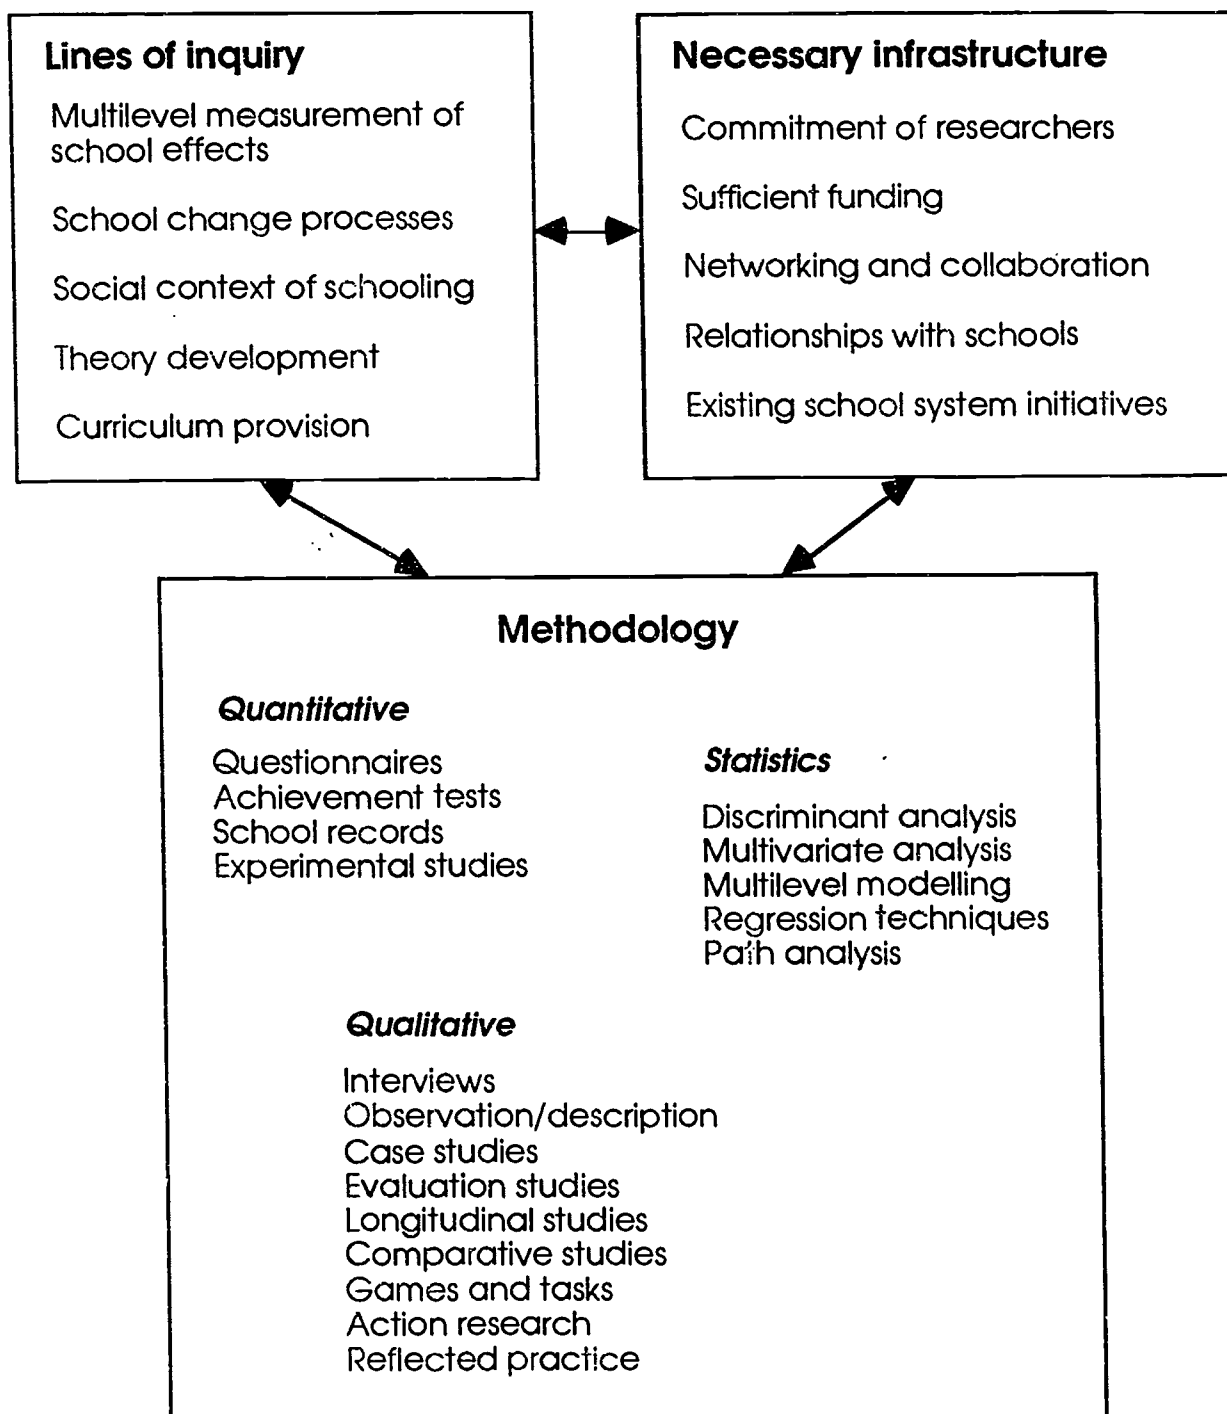 Lines of inquiry
Multilevel measurement of
school effects
School change processes
Social context of schooling
Theory development
Curriculum provision
Necessary infrastructure
Commitment of researchers
Sufficient funding
Networking and collaboration
Relationships with schools
Existing school system initiatives
Methodology
Quantitative
Questionnaires
Achievement tests
School records
Experimental studies
Statistics
Discriminant analysis
Multivariate analysis
Multilevel modelling
Regression techniques
Path analysis
Qualitative
Interviews
Observation/description
Case studies
Evaluation studies
Longitudinal studies
Comparative studies
Games and tasks
Action research
Reflected practice